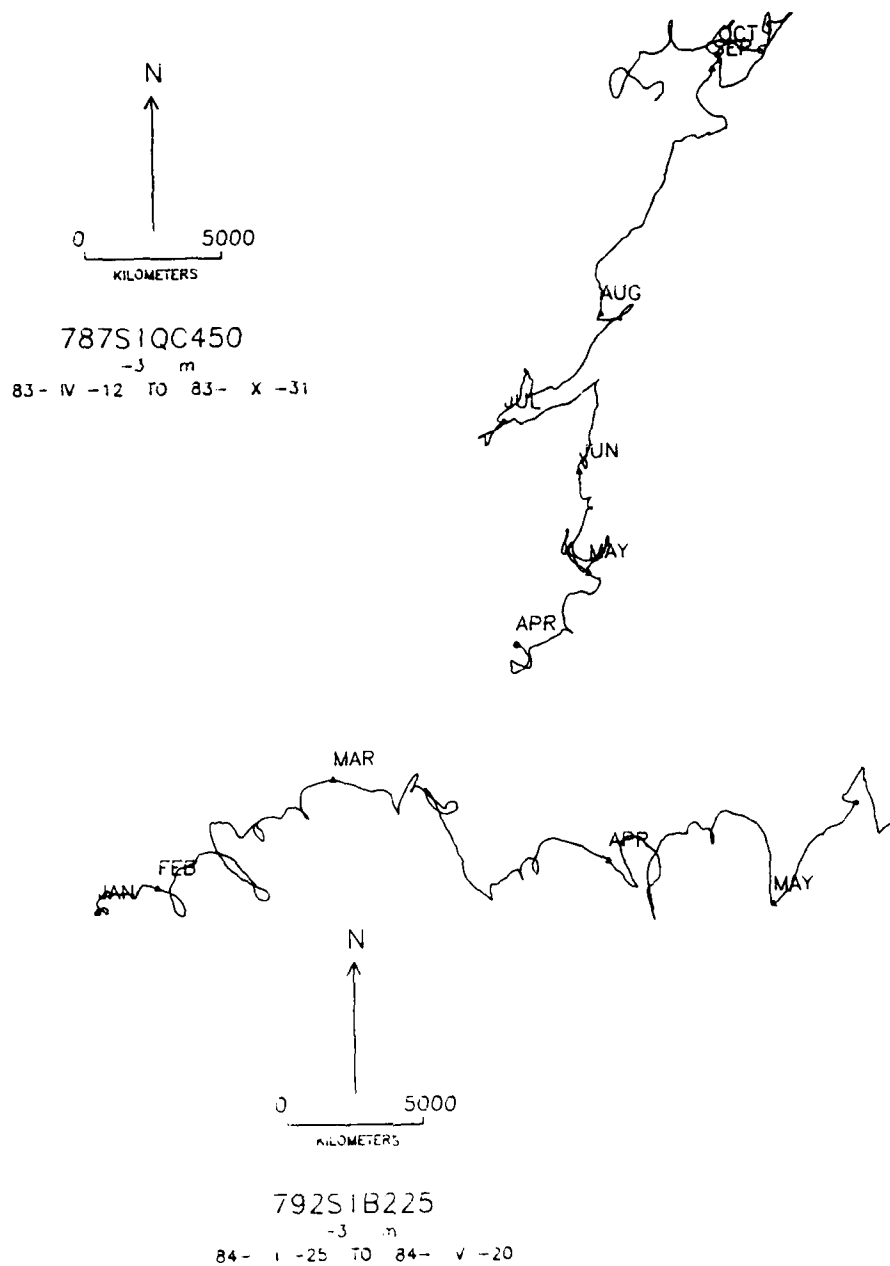 OCT
SEP
N
0 5000
KILOMETERS
AUG
787S1QC450
-3 m
83- IV -12 TO 83- X -31
JUL
JUN
MAY
APR
MAR
APR
FEB
JAN
MAY
N
0 5000
KILOMETERS
792S1B225
-3 m
84- I -25 TO 84- V -20